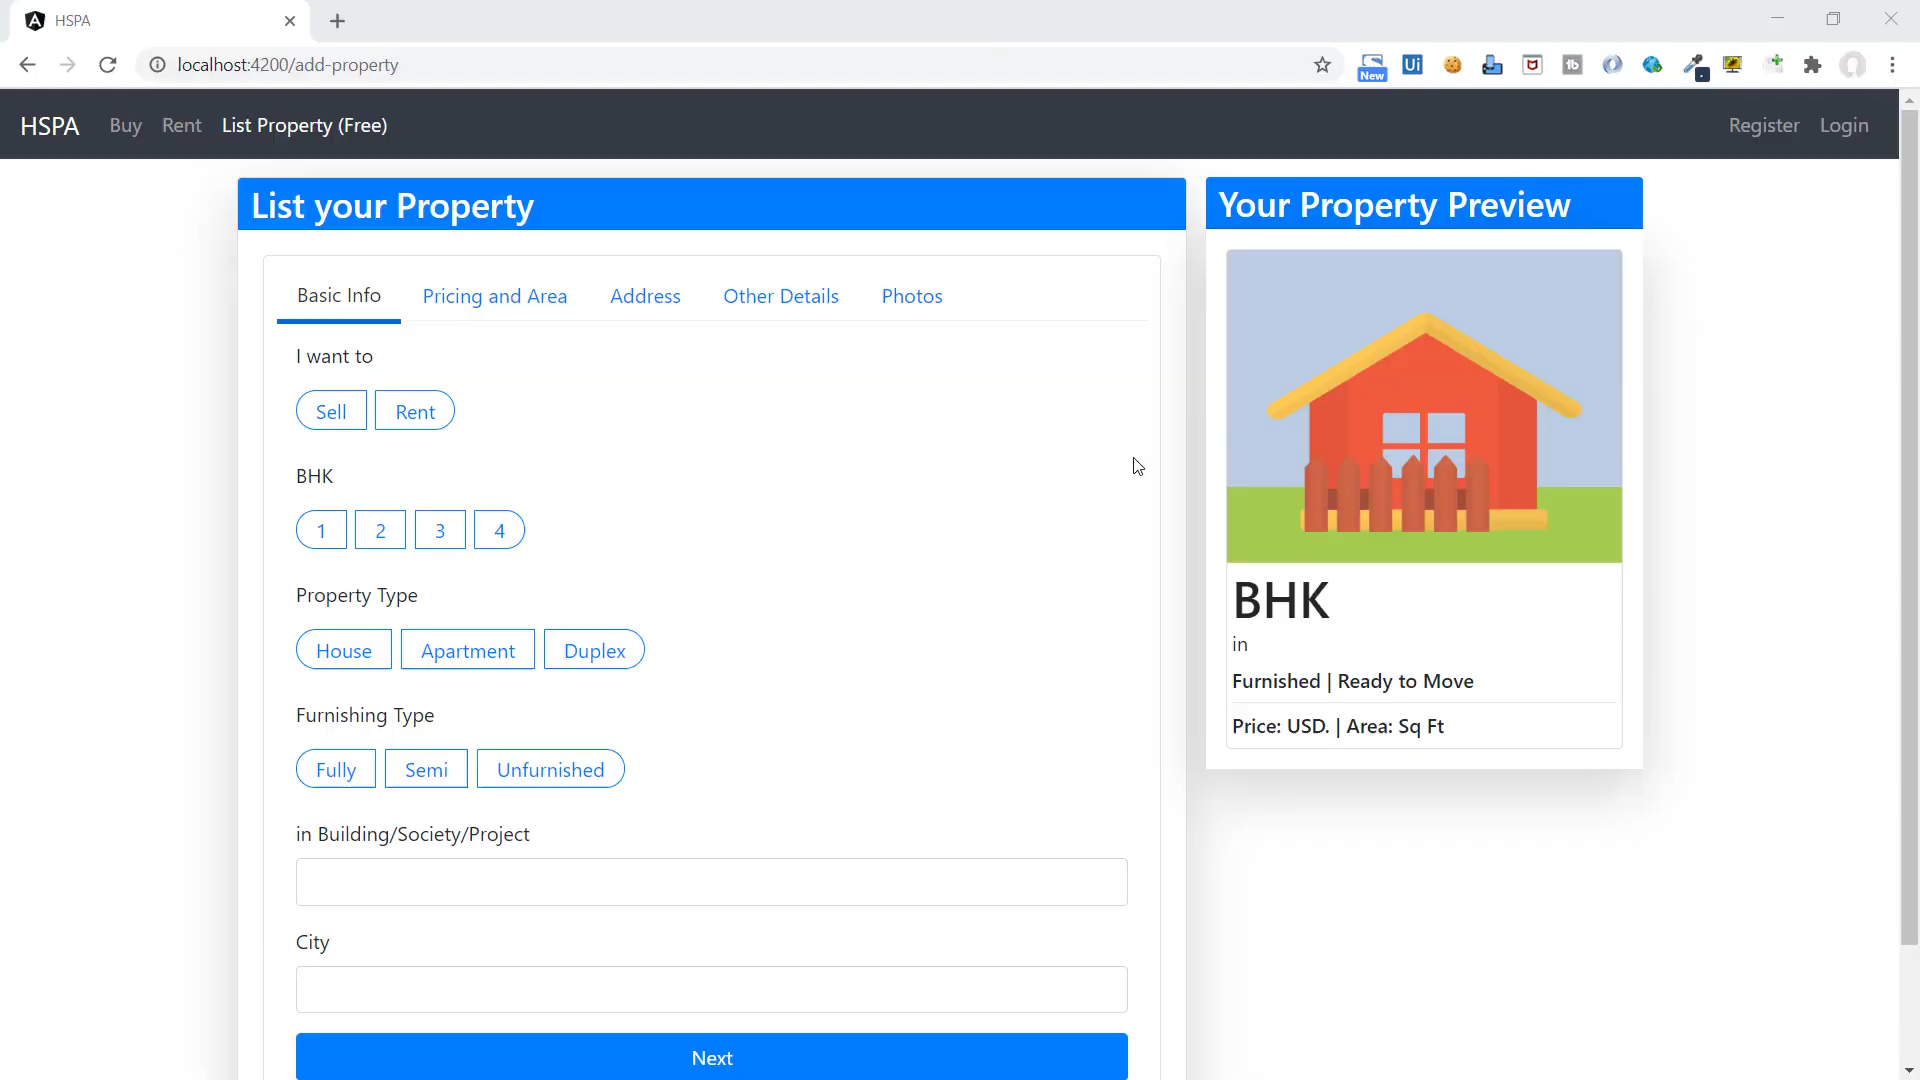 HSPA
localhost:4200/add-property
New
Ui
HSPA Buy Rent List Property (Free) Register Login
List your Property
Basic Info Pricing and Area Address Other Details Photos
I want to
Sell Rent
BHK
1 2 3 4
Property Type
House Apartment Duplex
Furnishing Type
Fully Semi Unfurnished
in Building/Society/Project
City
Next
Your Property Preview
BHK
in
Furnished | Ready to Move
Price: USD. | Area: Sq Ft